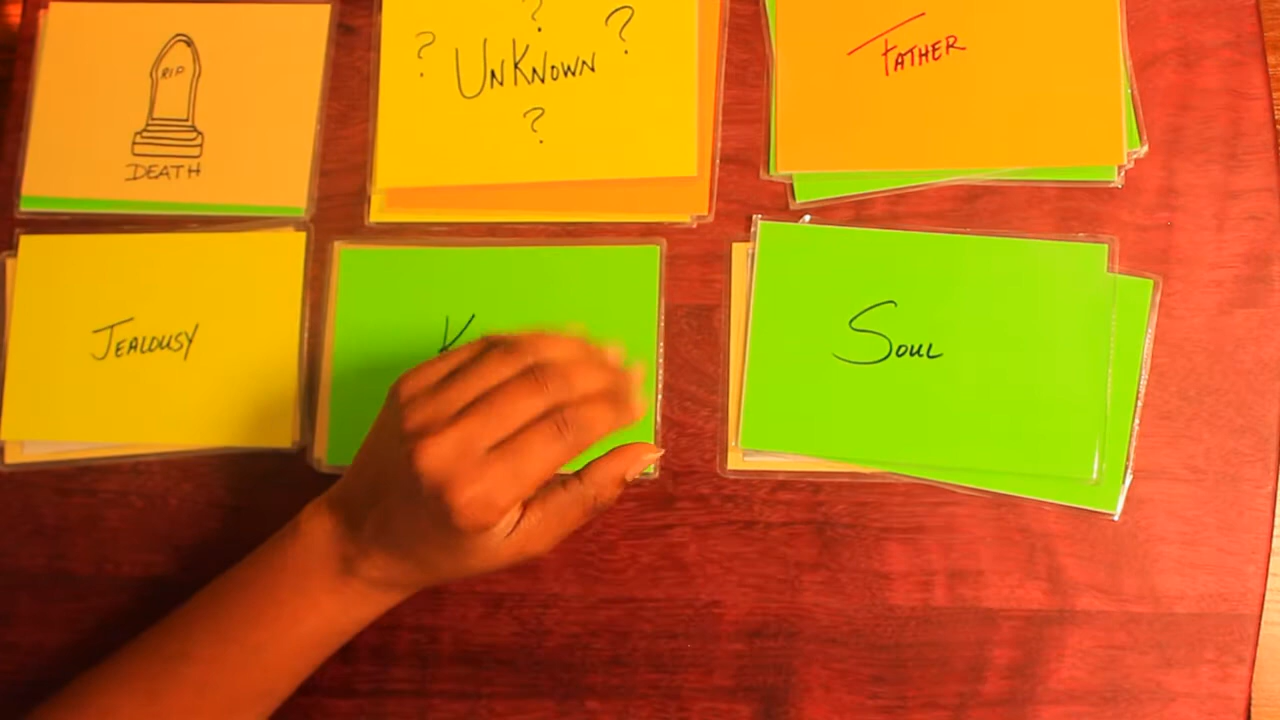 RIP
DEATH
?
? ?
UNKNOWN
?
FATHER
JEALOUSY
SOUL